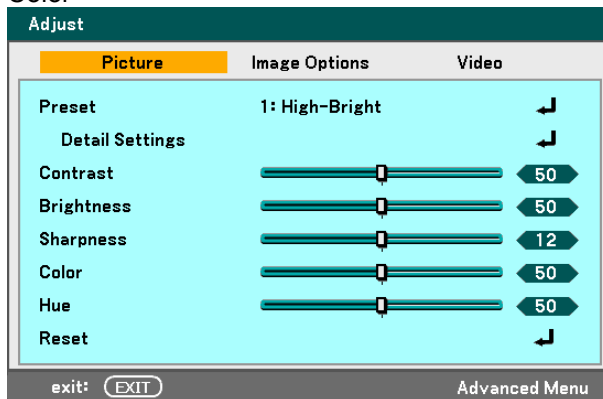 Color
Adjust
Picture Image Options Video
Preset 1: High-Bright
Detail Settings
Contrast 50
Brightness 50
Sharpness 12
Color 50
Hue 50
Reset
exit: EXIT Advanced Menu